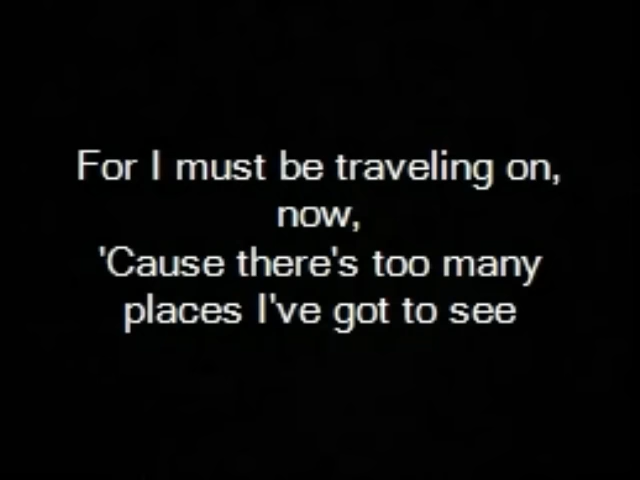 For I must be traveling on,
now,
'Cause there's too many
places I've got to see